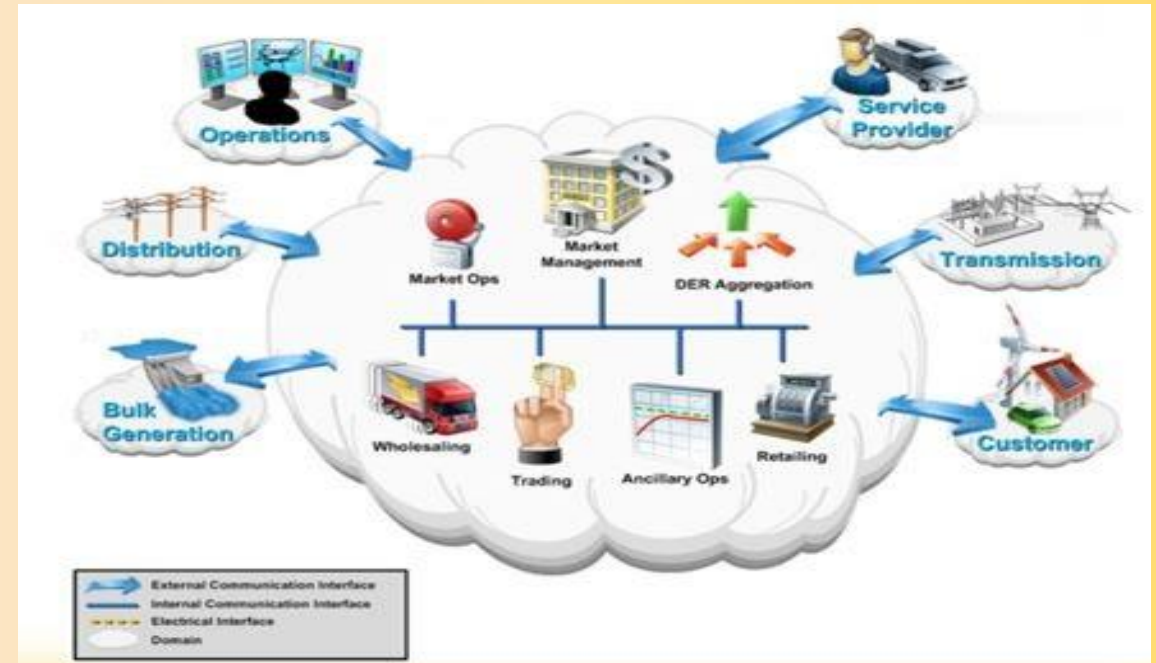 Operations
Service
Provider
Distribution
Market Ops
Market
Management
DER Aggregation
Transmission
Bulk
Generation
Wholesaling
Trading
Ancillary Ops
Retailing
Customer
External Communication Interface
Internal Communication Interface
Electrical Interface
Domain